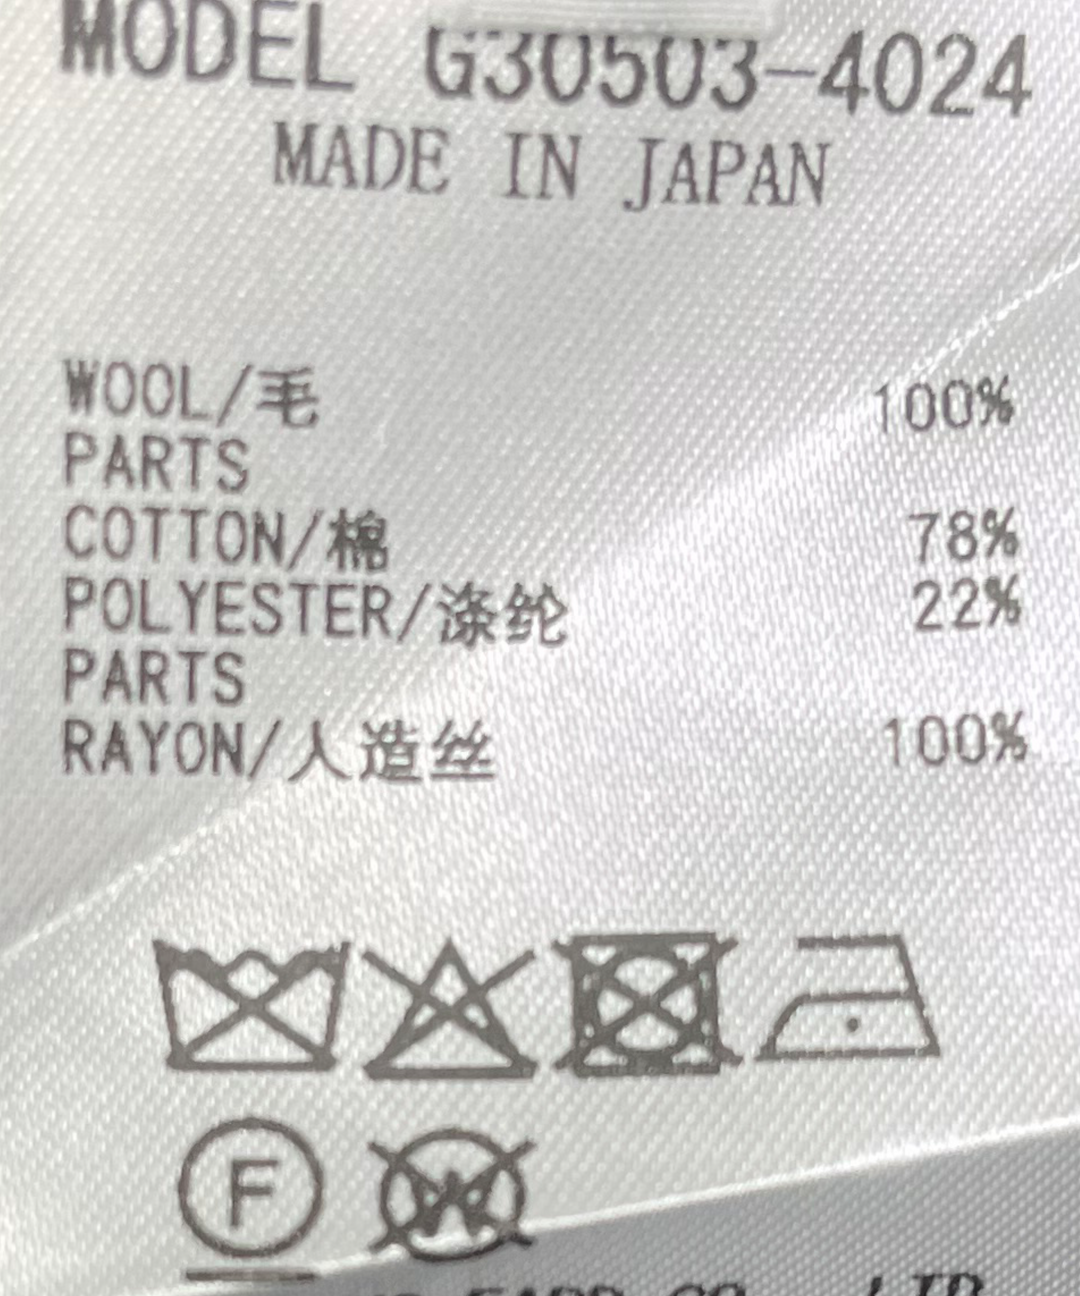 MODEL G30503-4024
MADE IN JAPAN
WOOL/毛 100%
PARTS
COTTON/棉 78%
POLYESTER/涤纶 22%
PARTS
RAYON/人造丝 100%
F
W